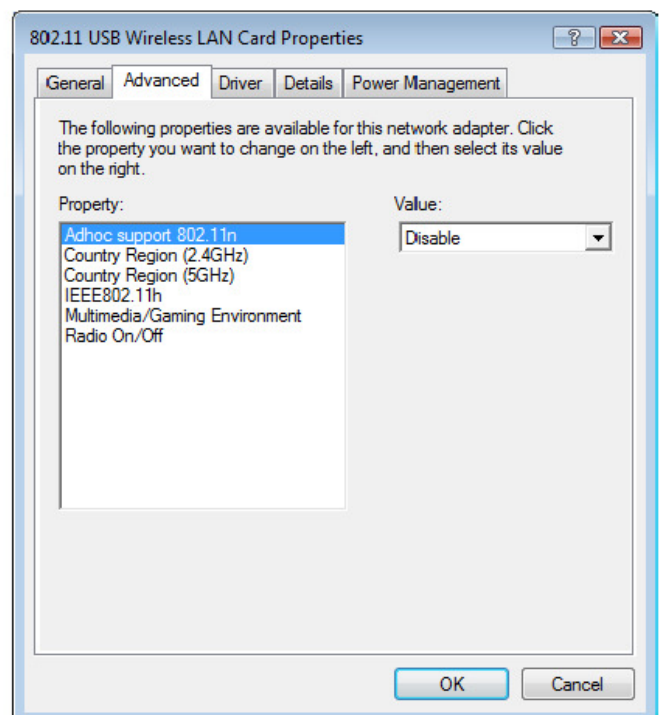 802.11 USB Wireless LAN Card Properties
General Advanced Driver Details Power Management
The following properties are available for this network adapter. Click
the property you want to change on the left, and then select its value
on the right.
Property: Value:
Adhoc support 802.11n Disable
Country Region (2.4GHz)
Country Region (5GHz)
IEEE802.11h
Multimedia/Gaming Environment
Radio On/Off
OK Cancel